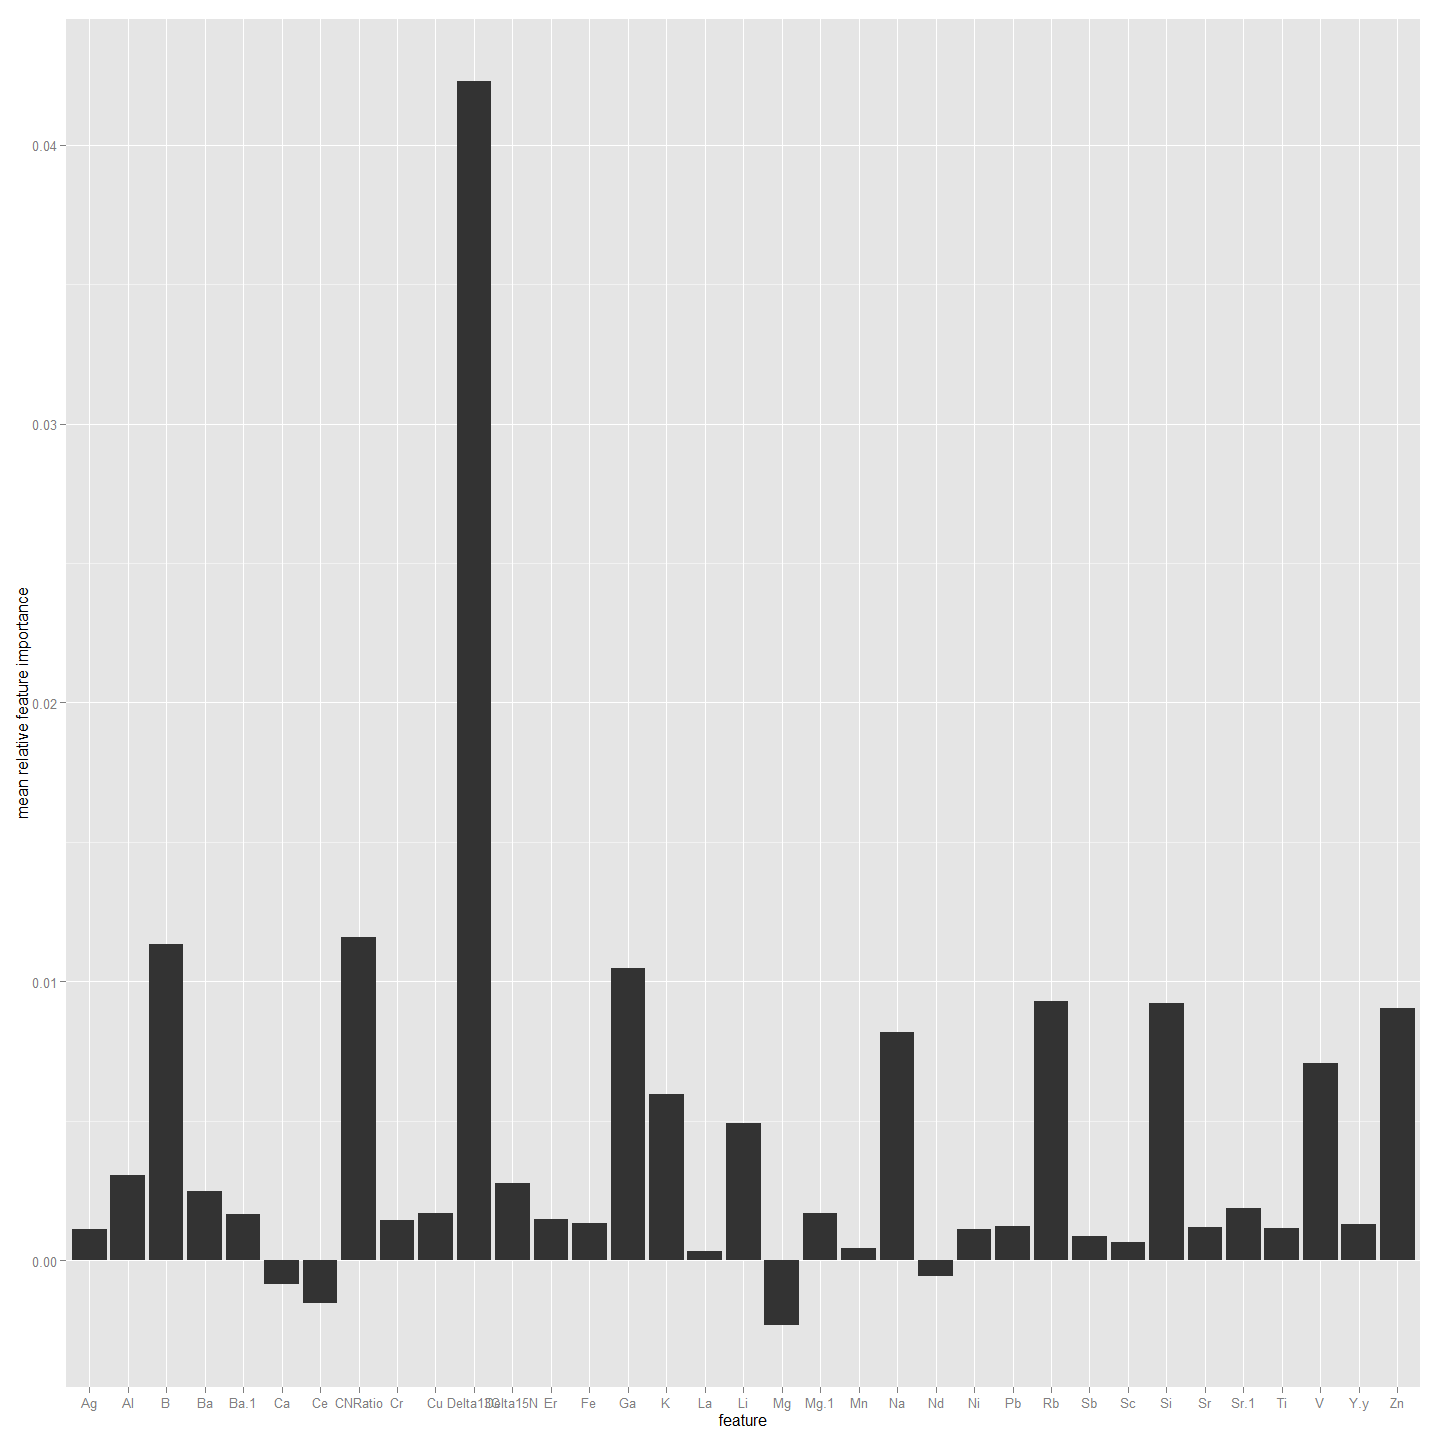 0.04
0.03
0.02
0.01
0.00
mean relative feature importance
Ag Al B Ba Ba.1 Ca Ce CNRatio Cr Cu Delta13C Delta15N Er Fe Ga K La Li Mg Mg.1 Mn Na Nd Ni Pb Rb Sb Sc Si Sr Sr.1 Ti V Y.y Zn
feature